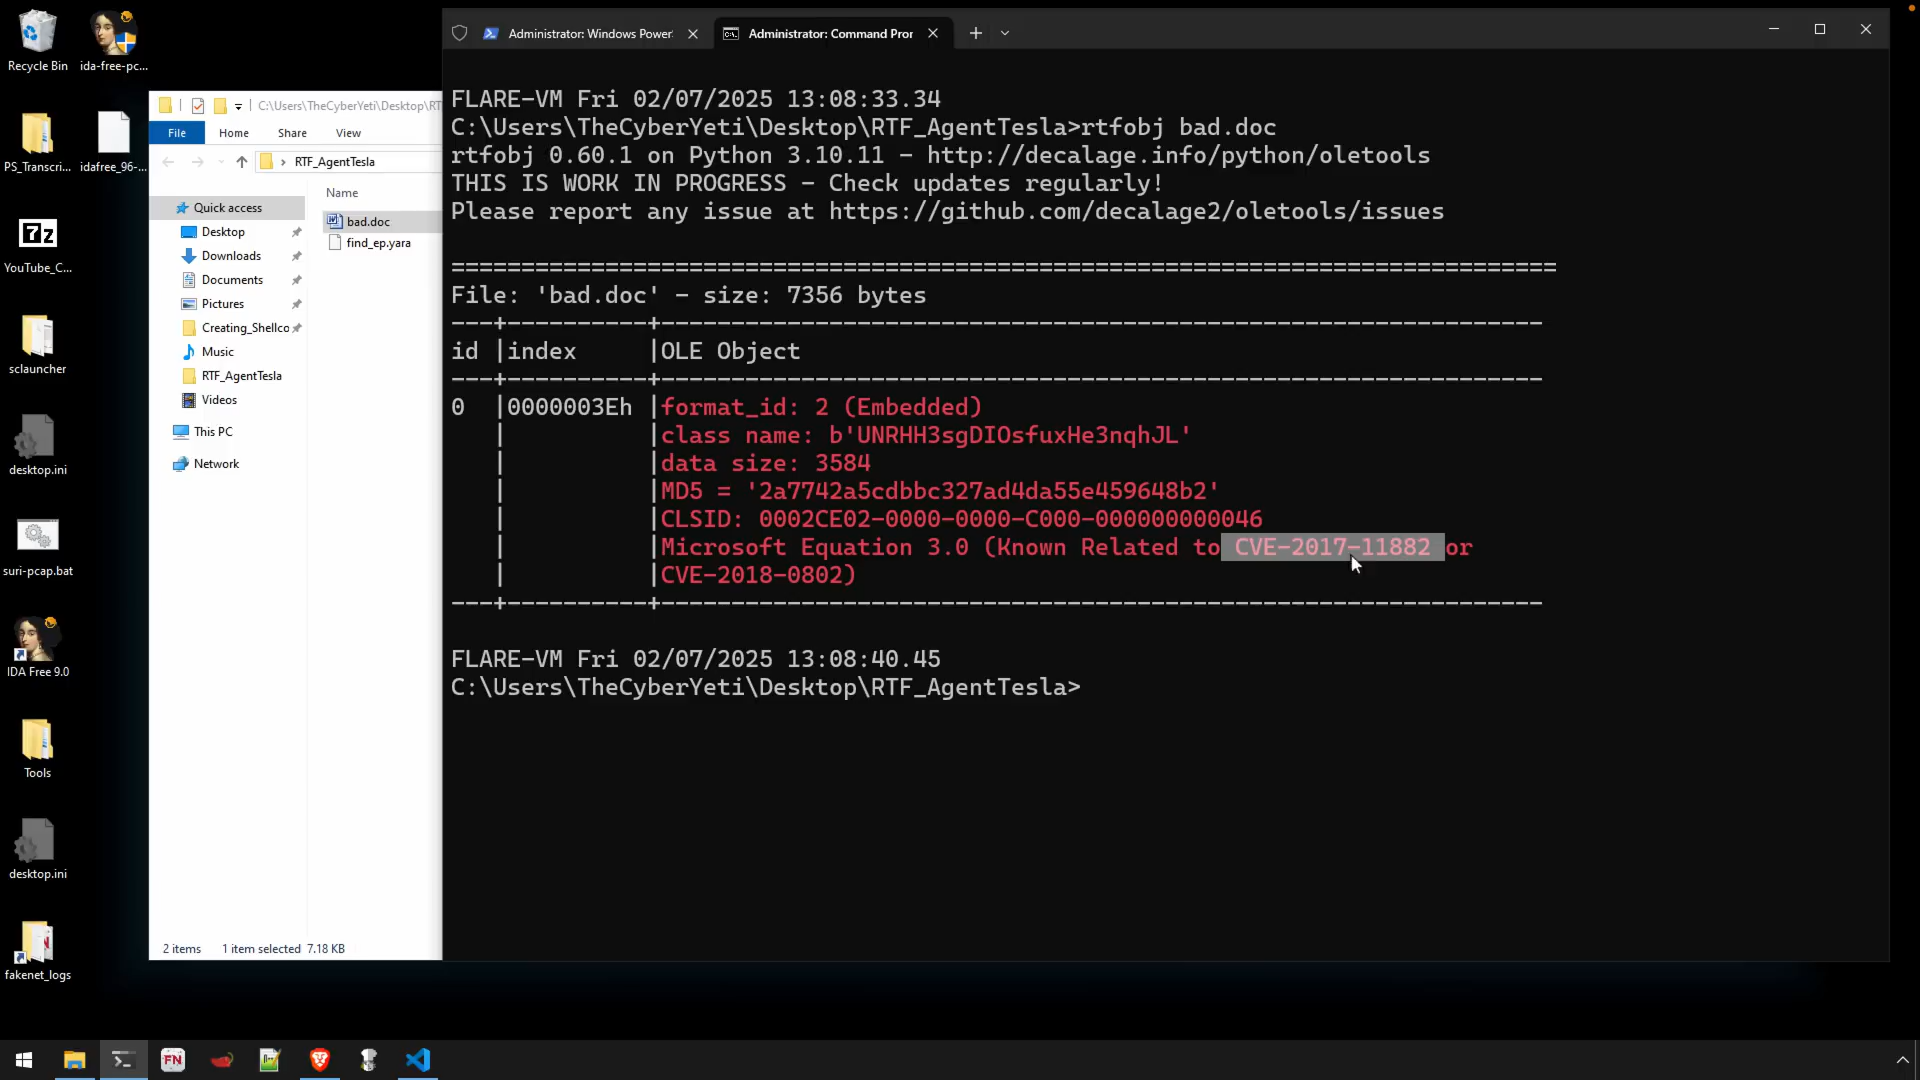 Recycle Bin
ida-free-pc...
PS_Transcri...
idafree_96-...
YouTube_C...
sclauncher
desktop.ini
suri-pcap.bat
IDA Free 9.0
Tools
desktop.ini
fakenet_logs
C:\Users\TheCyberYeti\Desktop\RT
File
Home
Share
View
RTF_AgentTesla
Name
Quick access
Desktop
Downloads
Documents
Pictures
Creating_Shellco
Music
RTF_AgentTesla
Videos
This PC
Network
bad.doc
find_ep.yara
2 items
1 item selected
7.18 KB
Administrator: Windows Power
Administrator: Command Pror
FLARE-VM Fri 02/07/2025 13:08:33.34
C:\Users\TheCyberYeti\Desktop\RTF_AgentTesla>rtfobj bad.doc
rtfobj 0.60.1 on Python 3.10.11 - http://decalage.info/python/oletools
THIS IS WORK IN PROGRESS - Check updates regularly!
Please report any issue at https://github.com/decalage2/oletools/issues
===============================================================================
File: 'bad.doc' - size: 7356 bytes
---+----------+---------------------------------------------------------------
id |index     |OLE Object
---+----------+---------------------------------------------------------------
0  |0000003Eh |format_id: 2 (Embedded)
   |          |class name: b'UNRHH3sgDIOsfuxHe3nqhJL'
   |          |data size: 3584
   |          |MD5 = '2a7742a5cdbbc327ad4da55e459648b2'
   |          |CLSID: 0002CE02-0000-0000-C000-000000000046
   |          |Microsoft Equation 3.0 (Known Related to CVE-2017-11882 or
   |          |CVE-2018-0802)
---+----------+---------------------------------------------------------------
FLARE-VM Fri 02/07/2025 13:08:40.45
C:\Users\TheCyberYeti\Desktop\RTF_AgentTesla>
FN